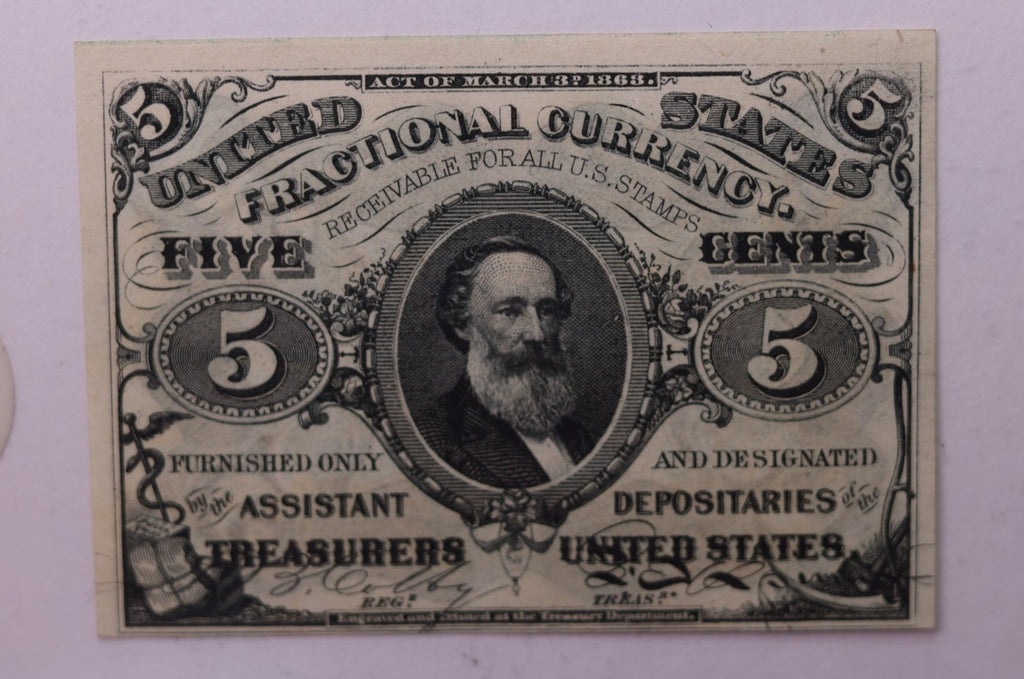 ACT OF MARCH 3ᴰ 1863.
5 UNITED STATES 5
FRACTIONAL CURRENCY.
RECEIVABLE FOR ALL U.S. STAMPS
FIVE CENTS
5 5
FURNISHED ONLY AND DESIGNATED
by the ASSISTANT DEPOSITARIES of the
TREASURERS UNITED STATES.
S. Colby
REGᴿ TREASᴿ
Engraved and Printed at the Treasury Department.